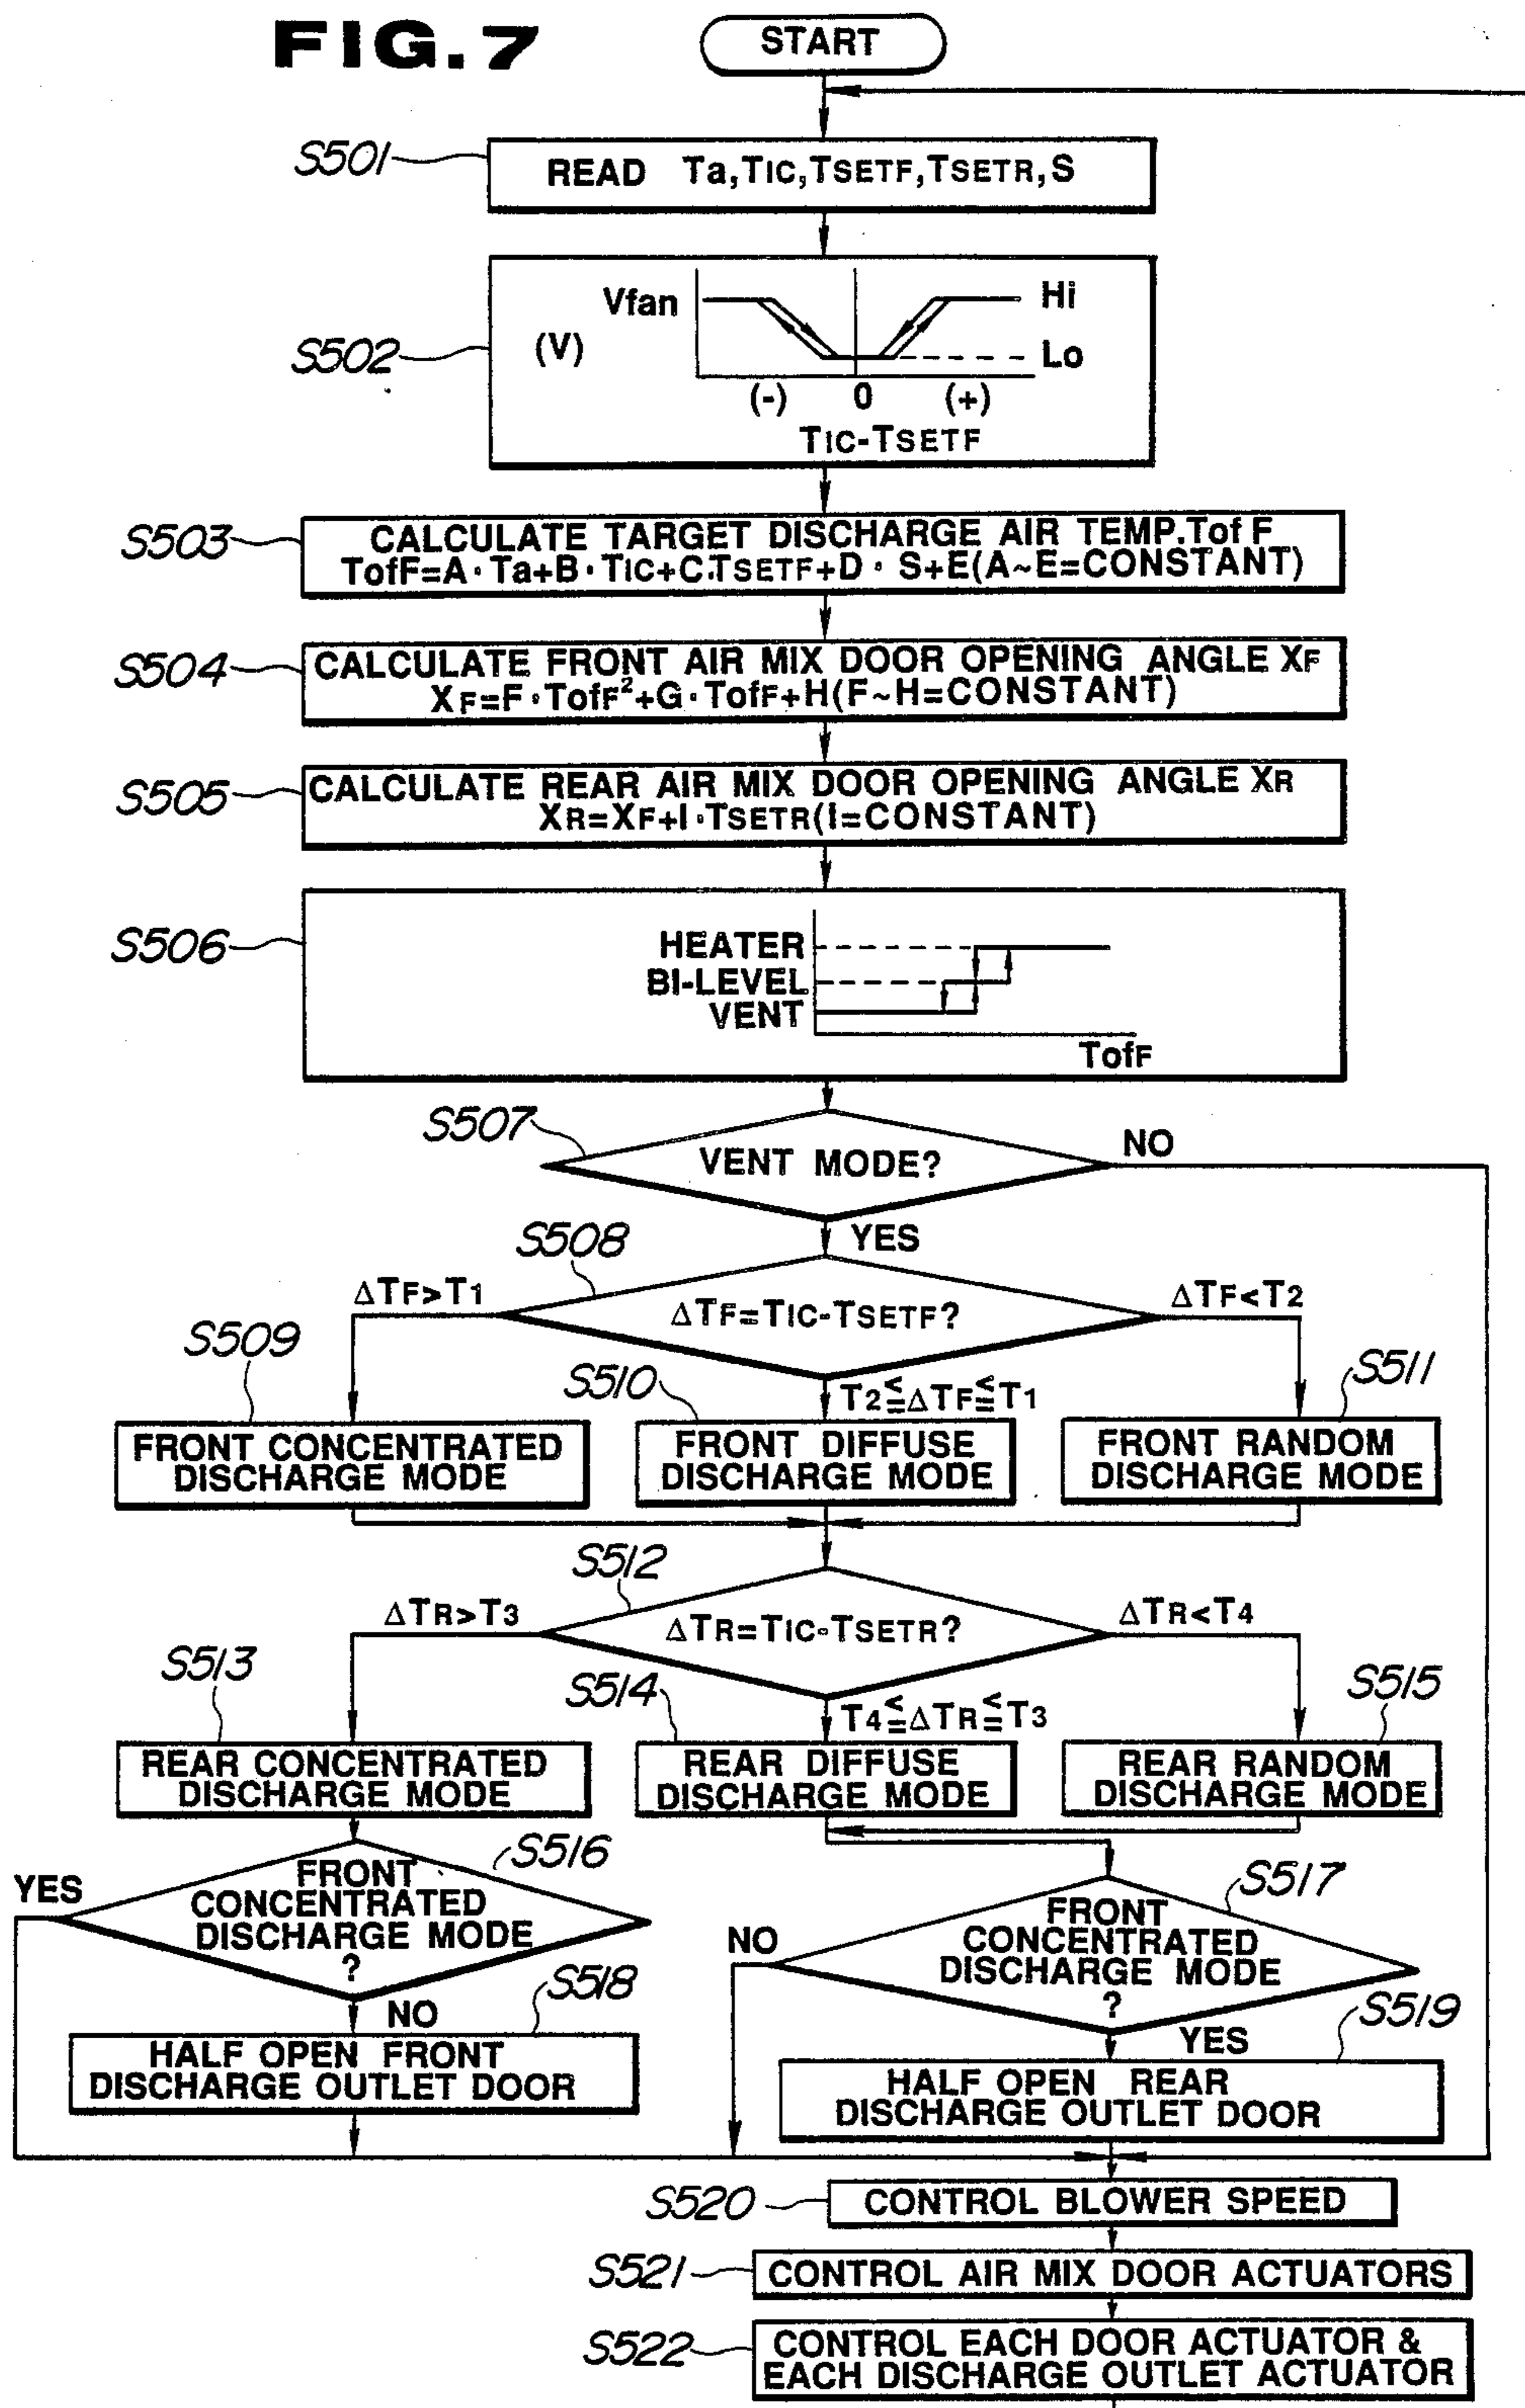 FIG. 7
START
S501
READ Ta, TIC, TSETF, TSETR, S
S502
Vfan
(V)
Hi
Lo
(-) 0 (+)
TIC-TSETF
S503
CALCULATE TARGET DISCHARGE AIR TEMP. Tof F
TofF=A·Ta+B·TIC+C.TSETF+D·S+E(A~E=CONSTANT)
S504
CALCULATE FRONT AIR MIX DOOR OPENING ANGLE XF
XF=F·TofF²+G·TofF+H(F~H=CONSTANT)
S505
CALCULATE REAR AIR MIX DOOR OPENING ANGLE XR
XR=XF+I·TSETR(I=CONSTANT)
S506
HEATER
BI-LEVEL
VENT
TofF
S507
VENT MODE?
NO
YES
S508
ΔTF>T1
ΔTF=TIC-TSETF?
ΔTF<T2
S509
S510
T2≦ΔTF≦T1
S511
FRONT CONCENTRATED
DISCHARGE MODE
FRONT DIFFUSE
DISCHARGE MODE
FRONT RANDOM
DISCHARGE MODE
S512
ΔTR>T3
ΔTR=TIC-TSETR?
ΔTR<T4
S513
S514
T4≦ΔTR≦T3
S515
REAR CONCENTRATED
DISCHARGE MODE
REAR DIFFUSE
DISCHARGE MODE
REAR RANDOM
DISCHARGE MODE
S516
YES
FRONT
CONCENTRATED
DISCHARGE MODE
?
NO
S517
NO
FRONT
CONCENTRATED
DISCHARGE MODE
?
YES
S518
HALF OPEN FRONT
DISCHARGE OUTLET DOOR
S519
HALF OPEN REAR
DISCHARGE OUTLET DOOR
S520
CONTROL BLOWER SPEED
S521
CONTROL AIR MIX DOOR ACTUATORS
S522
CONTROL EACH DOOR ACTUATOR &
EACH DISCHARGE OUTLET ACTUATOR